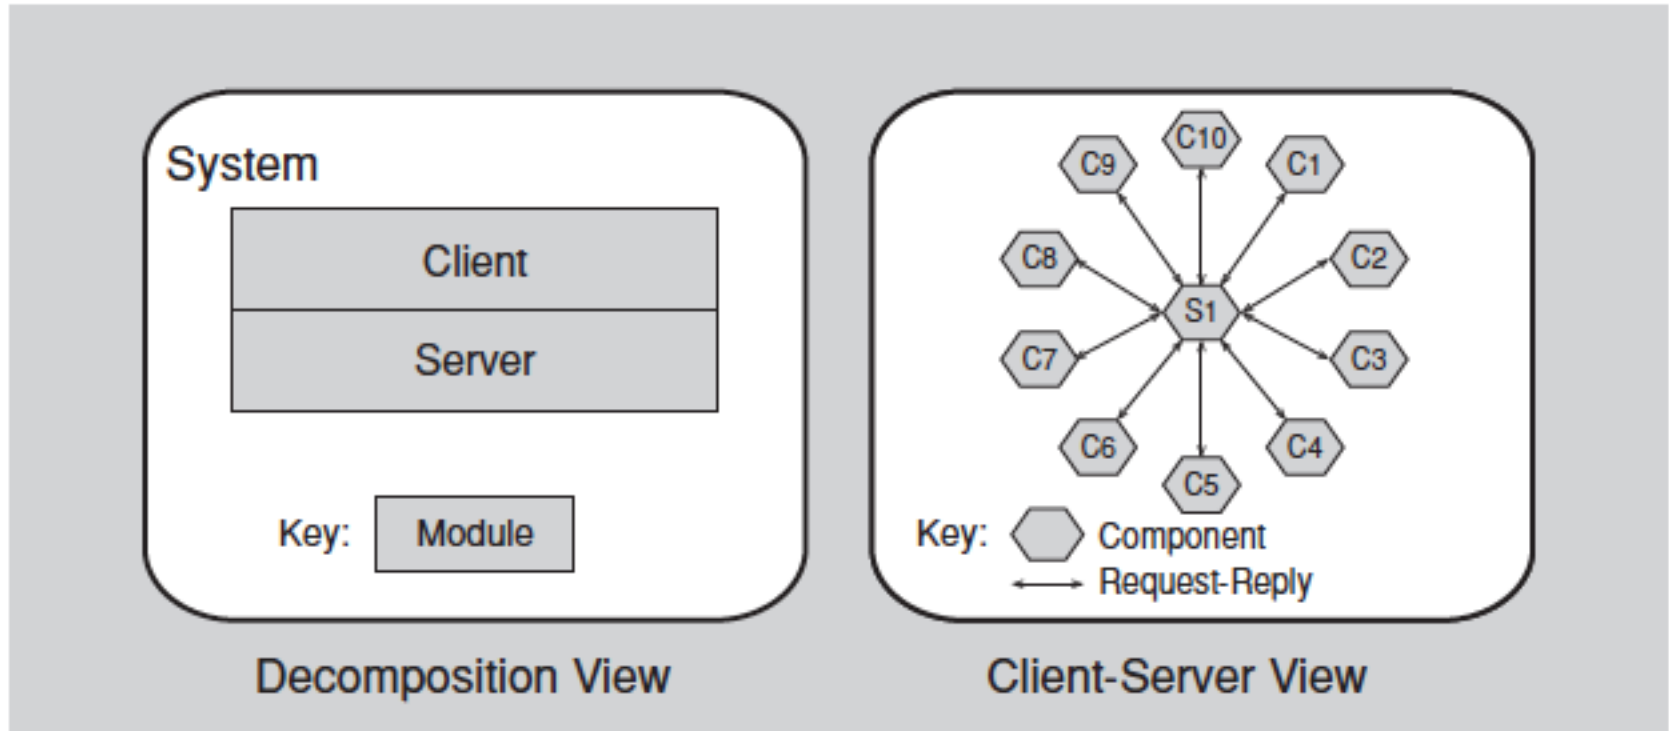 System
Client
Server
Key: Module
Decomposition View
C10
C9
C1
C8
C2
S1
C7
C3
C6
C4
C5
Key: Component
Request-Reply
Client-Server View